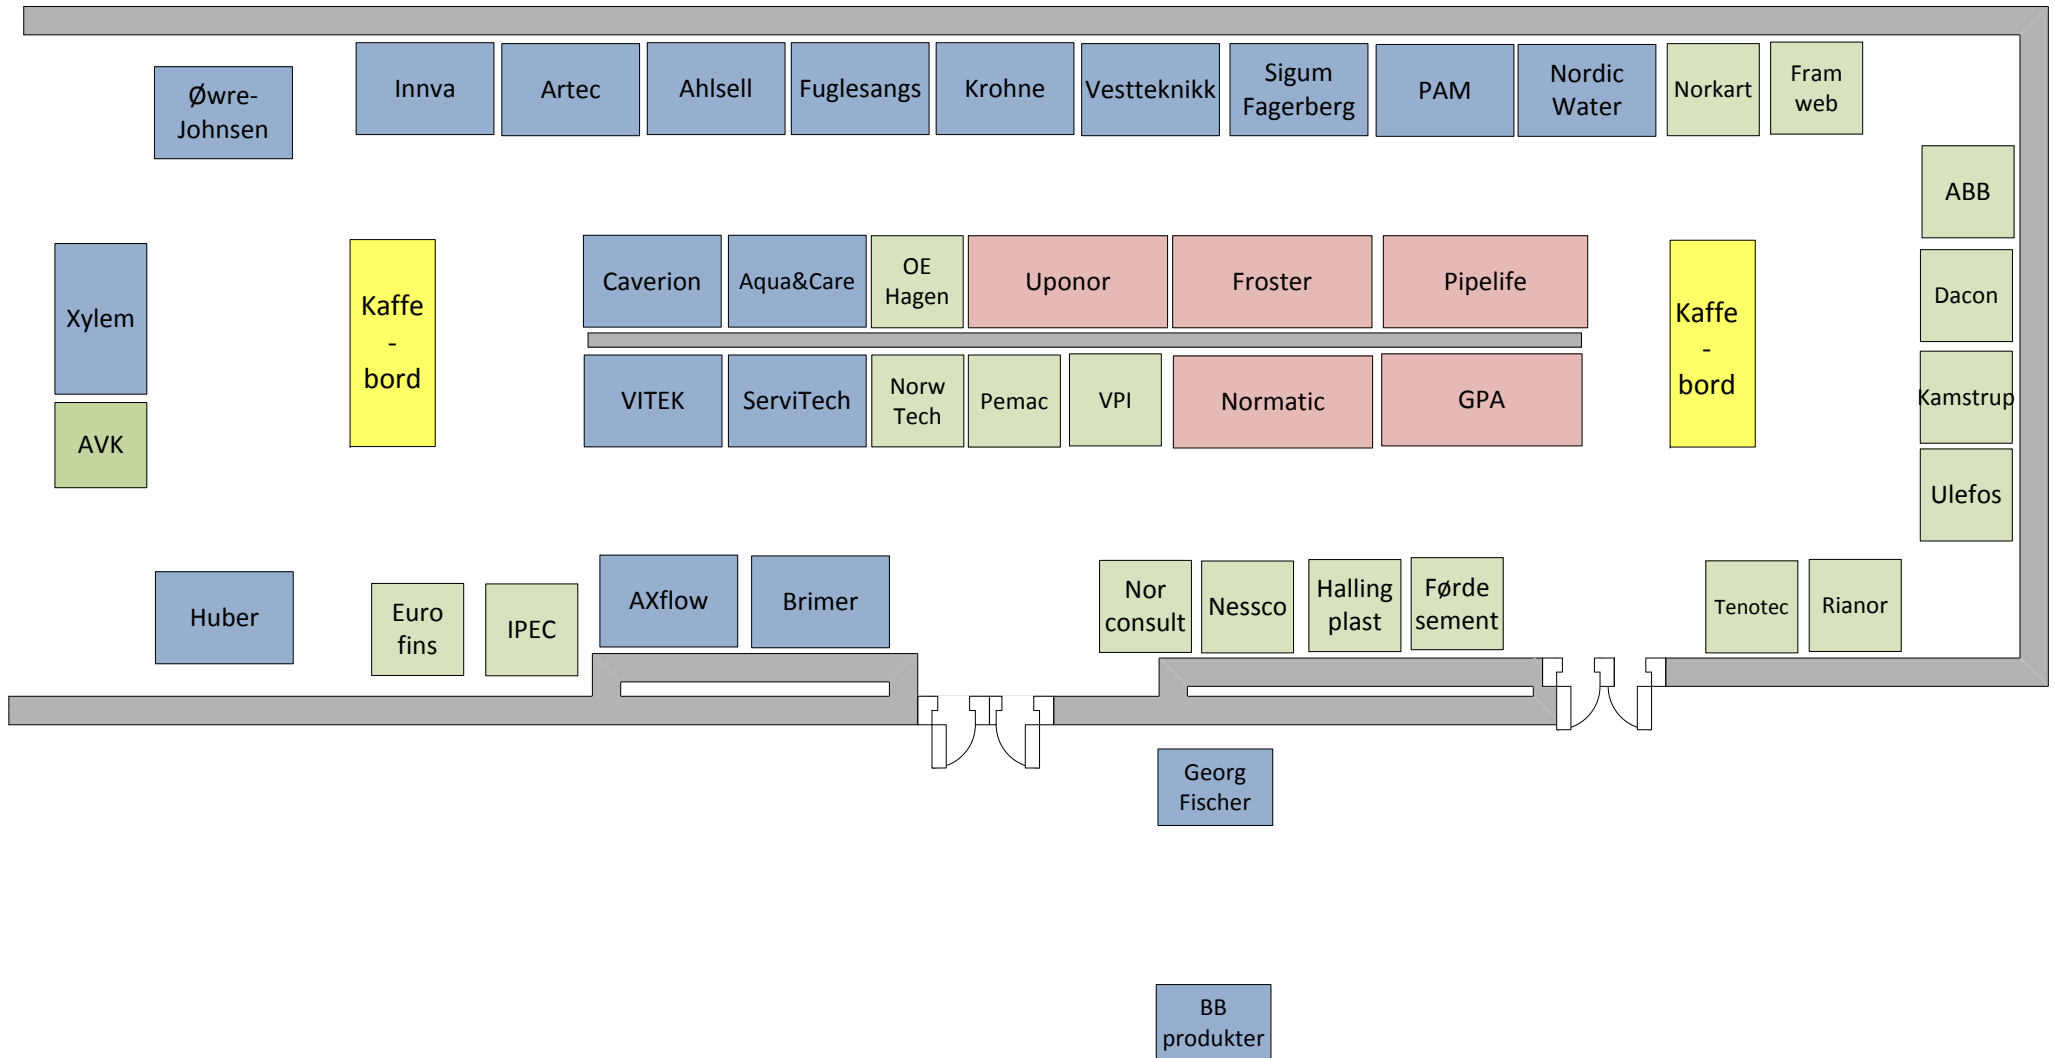 Øwre-
Johnsen
Innva
Artec
Ahlsell
Fuglesangs
Krohne
Vestteknikk
Sigum
Fagerberg
PAM
Nordic
Water
Norkart
Fram
web
ABB
Xylem
Kaffe
-
bord
Caverion
Aqua&Care
OE
Hagen
Uponor
Froster
Pipelife
Kaffe
-
bord
Dacon
AVK
VITEK
ServiTech
Norw
Tech
Pemac
VPI
Normatic
GPA
Kamstrup
Ulefos
Huber
Euro
fins
IPEC
AXflow
Brimer
Nor
consult
Nessco
Halling
plast
Førde
sement
Tenotec
Rianor
Georg
Fischer
BB
produkter